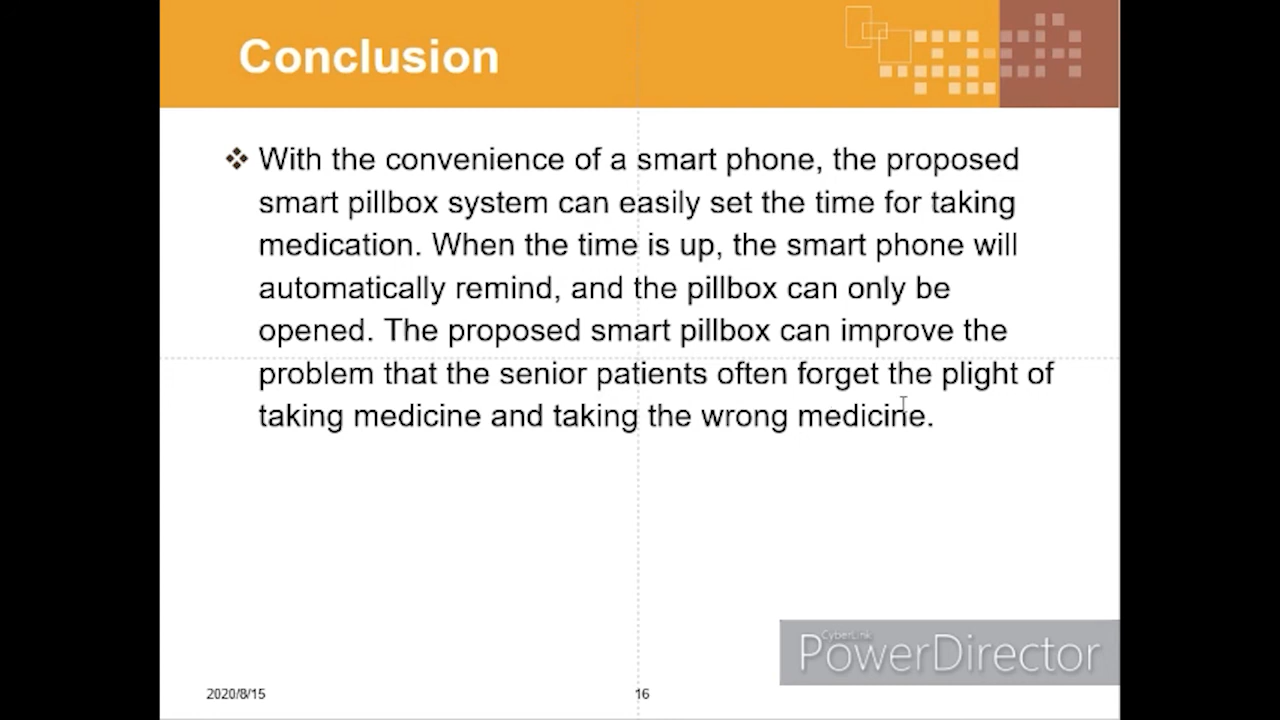 Conclusion
With the convenience of a smart phone, the proposed
smart pillbox system can easily set the time for taking
medication. When the time is up, the smart phone will
automatically remind, and the pillbox can only be
opened. The proposed smart pillbox can improve the
problem that the senior patients often forget the plight of
taking medicine and taking the wrong medicine.
CyberLink
PowerDirector
2020/8/15
16